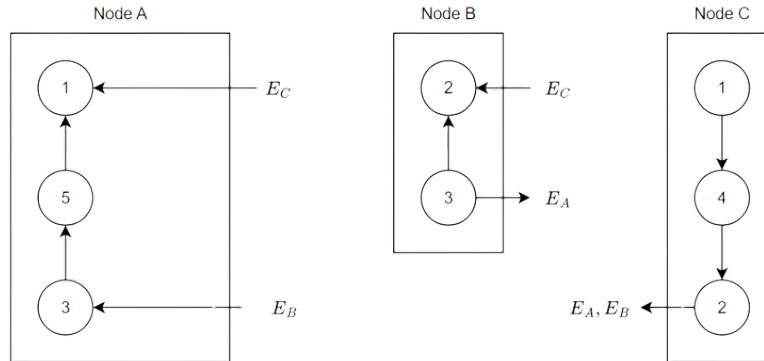 Node A
Node B
Node C
1
E_C
2
E_C
1
5
3
E_A
4
3
E_B
E_A, E_B
2